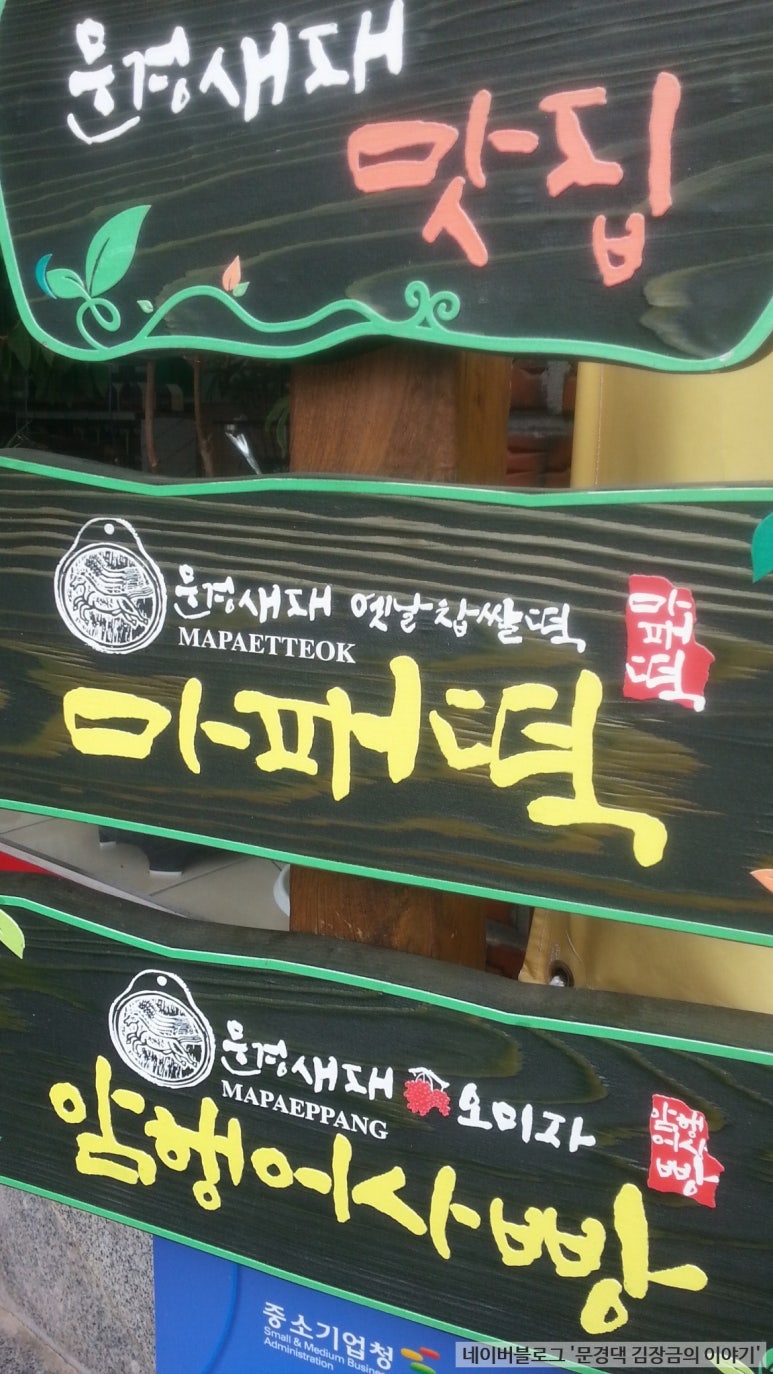 문경새재
맛집
문경새재 옛날찹쌀떡
MAPAETTEOK
마패떡
마패떡
문경새재 오미자
MAPAEPPANG
암행어사빵
암행
어사
빵
중소기업청
Small & Medium Business
Administration
네이버블로그 '문경댁 김장금의 이야기'